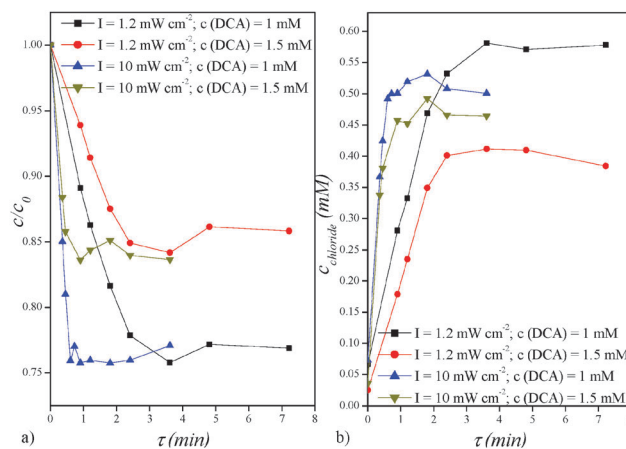 I = 1.2 mW cm⁻²; c (DCA) = 1 mM
I = 1.2 mW cm⁻²; c (DCA) = 1.5 mM
I = 10 mW cm⁻²; c (DCA) = 1 mM
I = 10 mW cm⁻²; c (DCA) = 1.5 mM
1.00
0.95
0.90
0.85
0.80
0.75
c/c₀
0 1 2 3 4 5 6 7 8
a) τ (min)
0.60
0.55
0.50
0.45
0.40
0.35
0.30
0.25
0.20
0.15
0.10
0.05
0.00
c chloride (mM)
I = 1.2 mW cm⁻²; c (DCA) = 1 mM
I = 1.2 mW cm⁻²; c (DCA) = 1.5 mM
I = 10 mW cm⁻²; c (DCA) = 1 mM
I = 10 mW cm⁻²; c (DCA) = 1.5 mM
0 1 2 3 4 5 6 7 8
b) τ (min)